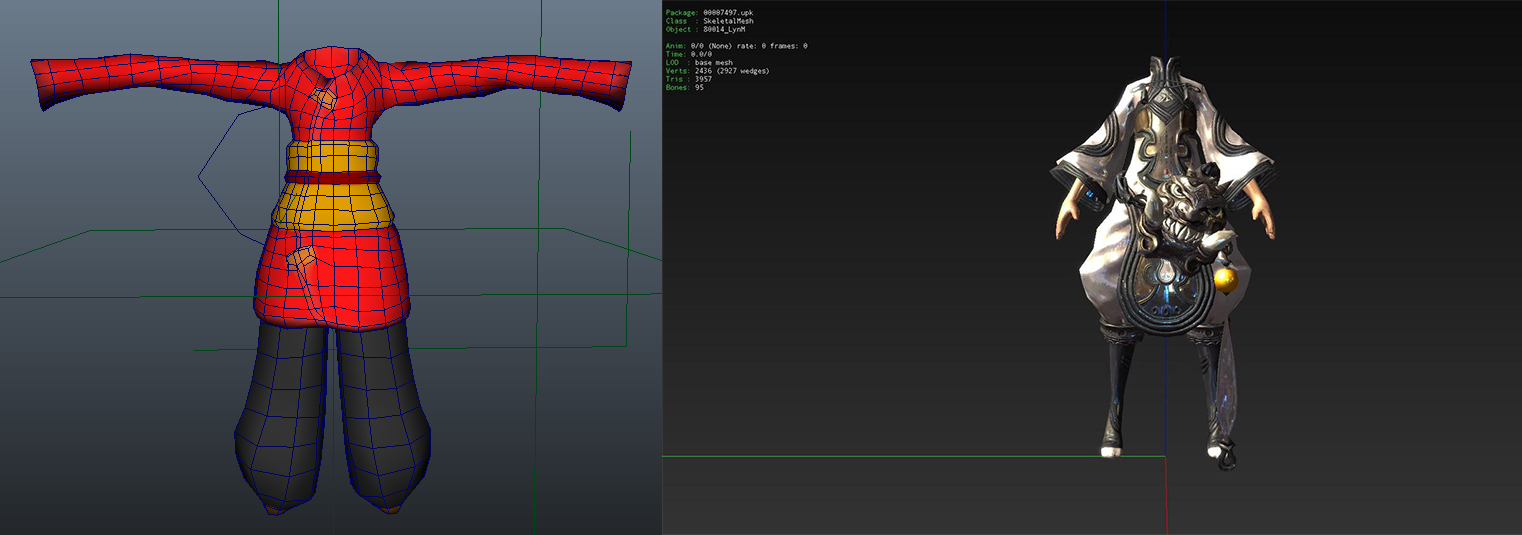 Package: 00007497.upk
Class : SkeletalMesh
Object : 80014_LynM
Anim: 0/0 (None) rate: 0 frames: 0
Time: 0.0/0
LOD : base mesh
Verts: 2436 (2927 wedges)
Tris : 3957
Bones: 95